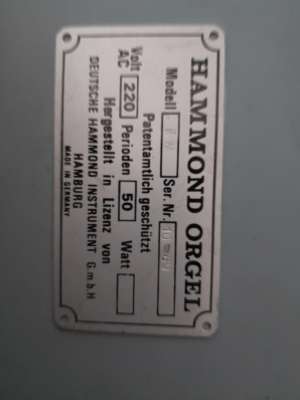 HAMMOND ORGEL
Modell Ser. Nr.
Patentamtlich geschützt
Volt 220 Perioden 50 Watt
AC
Hergestellt in Lizenz von
DEUTSCHE HAMMOND INSTRUMENT G.m.b.H
HAMBURG
MADE IN GERMANY